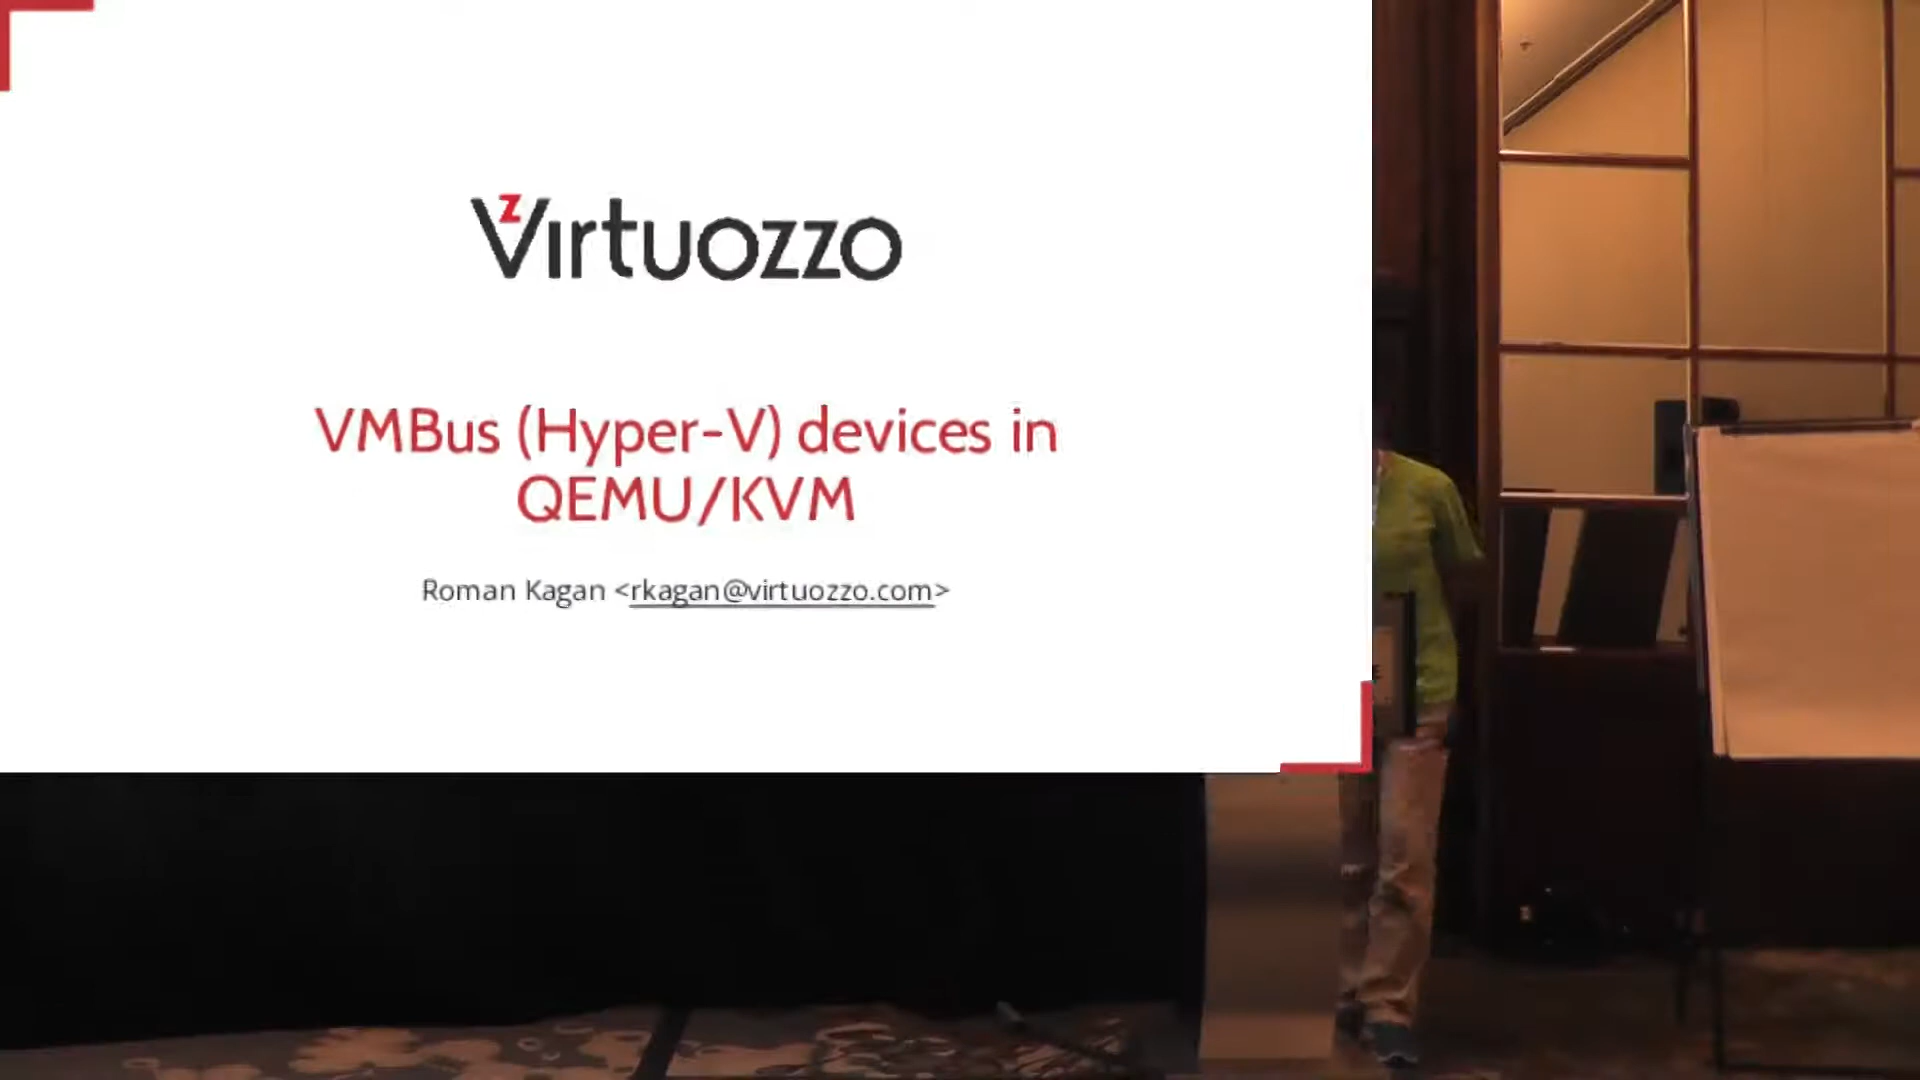 Virtuozzo
VMBus (Hyper-V) devices in
QEMU/KVM
Roman Kagan <rkagan@virtuozzo.com>